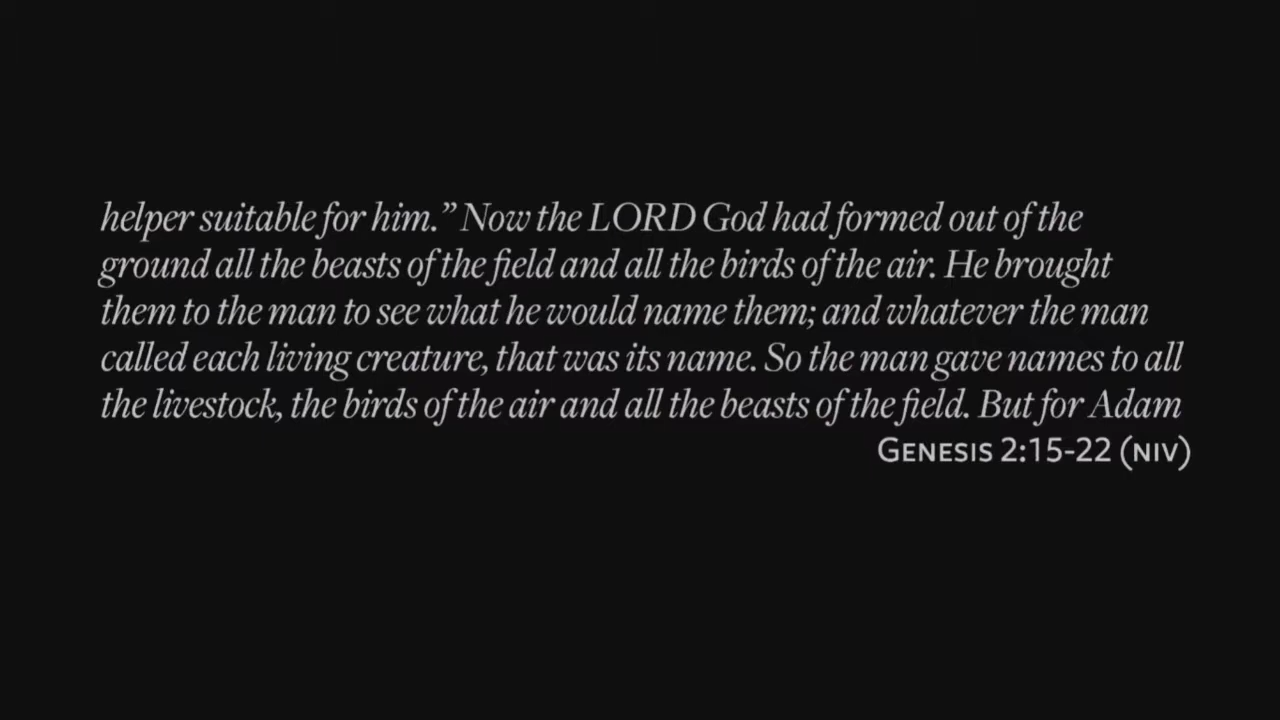 helper suitable for him.” Now the LORD God had formed out of the
ground all the beasts of the field and all the birds of the air. He brought
them to the man to see what he would name them; and whatever the man
called each living creature, that was its name. So the man gave names to all
the livestock, the birds of the air and all the beasts of the field. But for Adam
GENESIS 2:15-22 (NIV)